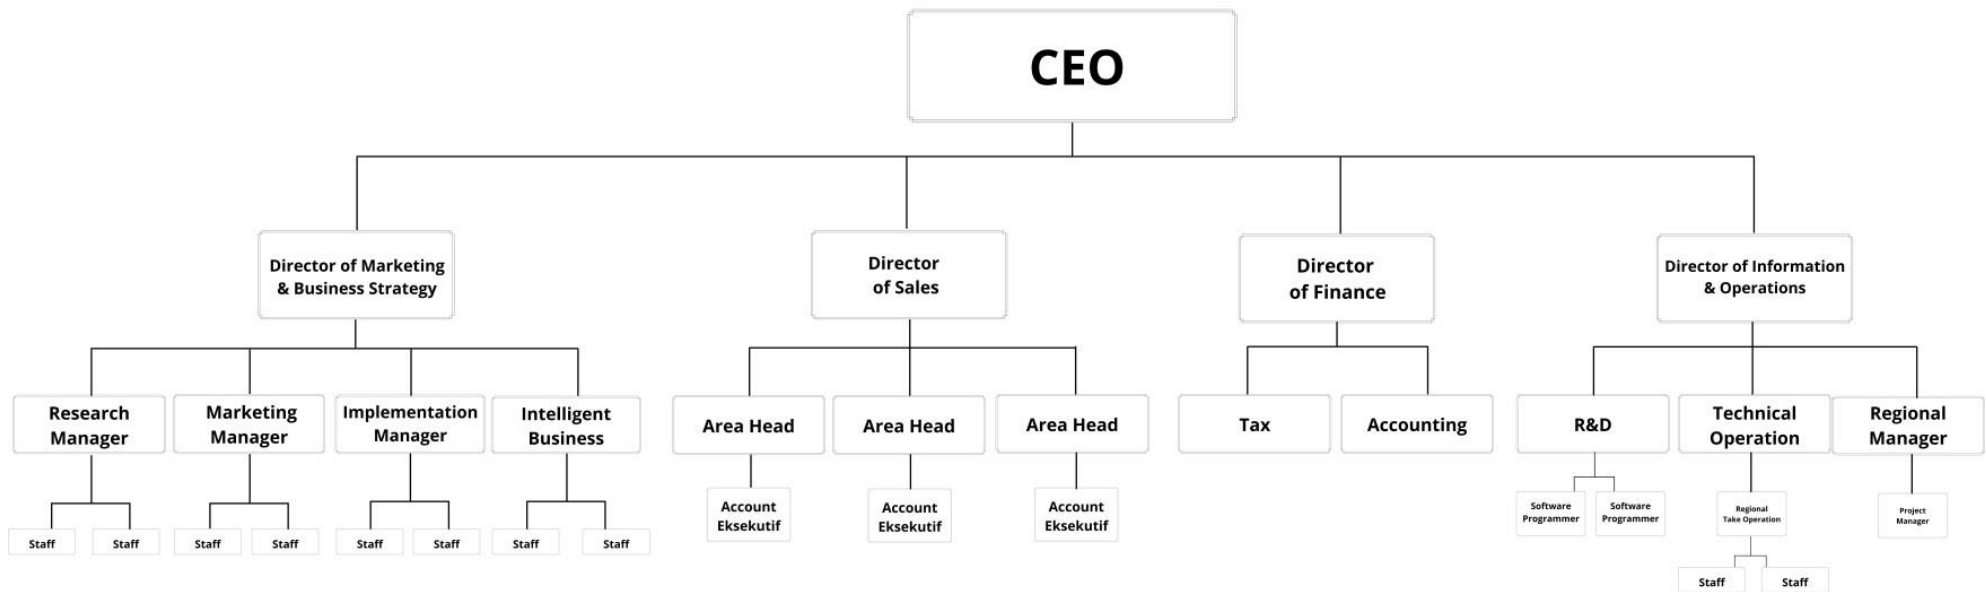 CEO
Director of Marketing
& Business Strategy
Director
of Sales
Director
of Finance
Director of Information
& Operations
Research
Manager
Marketing
Manager
Implementation
Manager
Intelligent
Business
Area Head
Area Head
Area Head
Tax
Accounting
R&D
Technical
Operation
Regional
Manager
Staff
Staff
Staff
Staff
Staff
Staff
Staff
Staff
Account
Eksekutif
Account
Eksekutif
Account
Eksekutif
Software
Programmer
Software
Programmer
Regional
Take Operation
Project
Manager
Staff
Staff